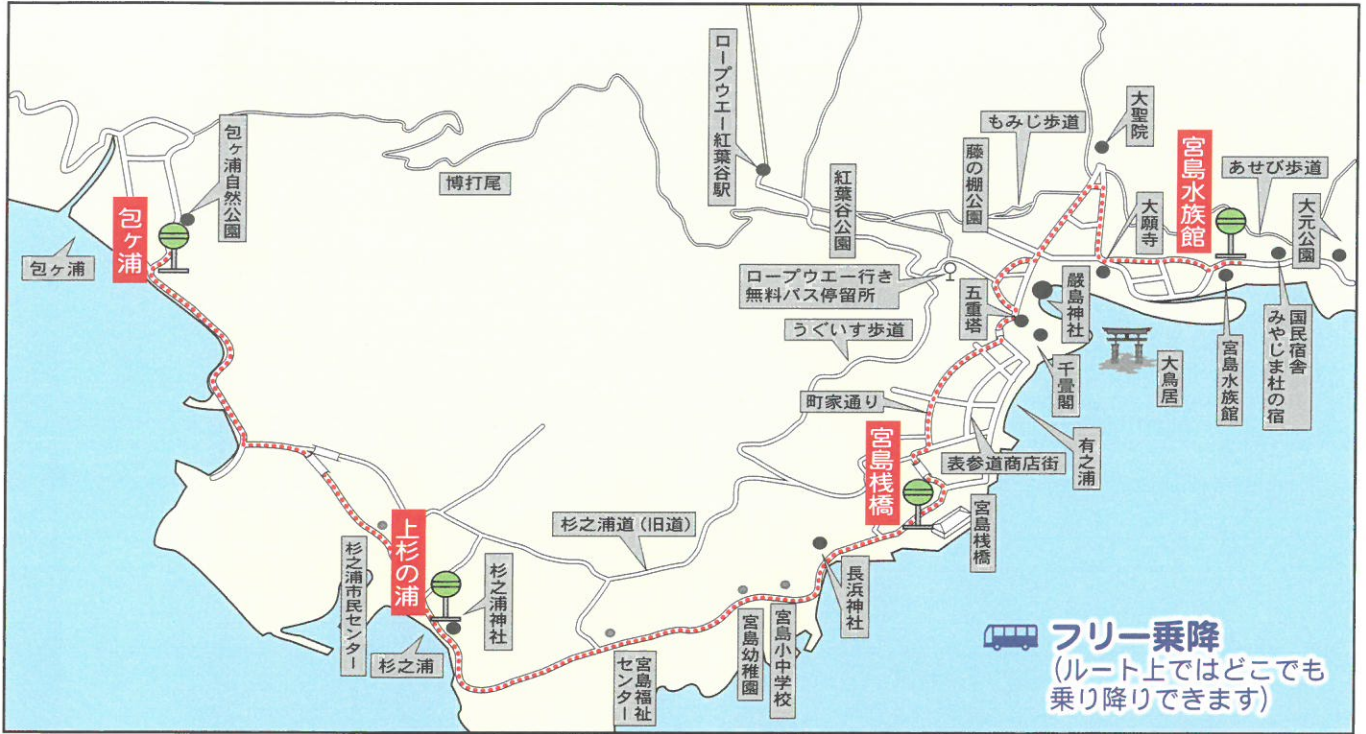 包ヶ浦自然公園
包ヶ浦
包ヶ浦
博打尾
ロープウエー紅葉谷駅
紅葉谷公園
ロープウエー行き
無料バス停留所
うぐいす歩道
もみじ歩道
藤の棚公園
大聖院
大願寺
宮島水族館
あせび歩道
大元公園
五重塔
厳島神社
千畳閣
大鳥居
宮島水族館
国民宿舎
みやじま杜の宿
町家通り
表参道商店街
有之浦
宮島桟橋
宮島桟橋
杉之浦道(旧道)
上杉の浦
杉之浦市民センター
杉之浦
杉之浦神社
宮島福祉
センター
宮島幼稚園
宮島小中学校
長浜神社
フリー乗降
(ルート上ではどこでも
乗り降りできます)